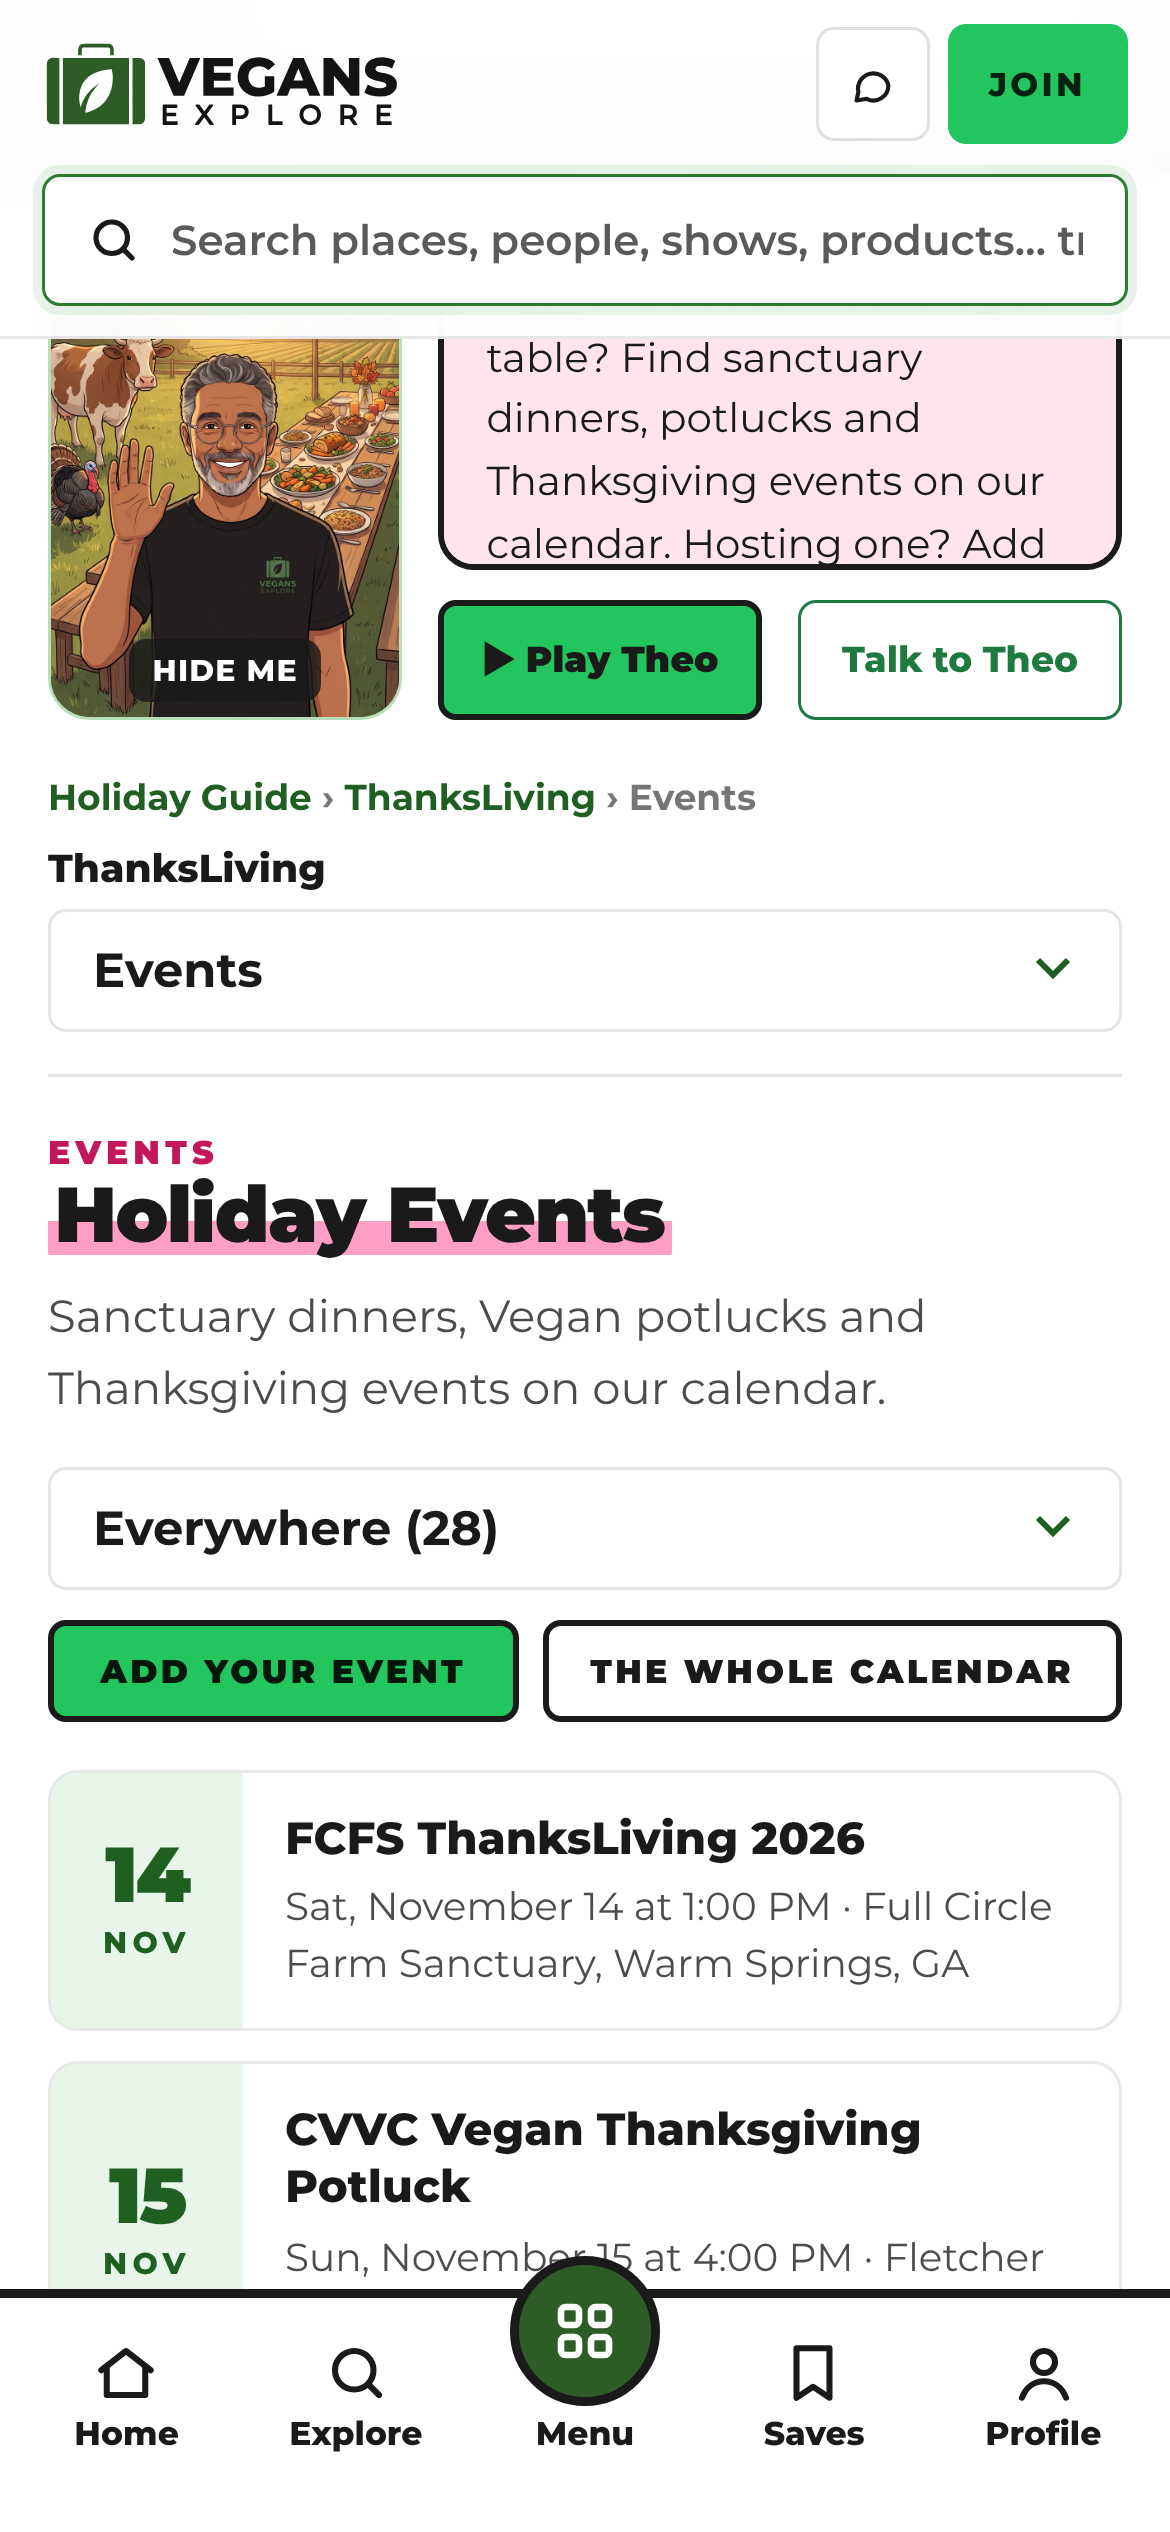 VEGANS
EXPLORE
JOIN
Search places, people, shows, products... tr
table? Find sanctuary
dinners, potlucks and
Thanksgiving events on our
calendar. Hosting one? Add
VEGANS
EXPLORE
HIDE ME
▶ Play Theo
Talk to Theo
Holiday Guide › ThanksLiving › Events
ThanksLiving
Events
EVENTS
Holiday Events
Sanctuary dinners, Vegan potlucks and
Thanksgiving events on our calendar.
Everywhere (28)
ADD YOUR EVENT
THE WHOLE CALENDAR
14
NOV
FCFS ThanksLiving 2026
Sat, November 14 at 1:00 PM · Full Circle
Farm Sanctuary, Warm Springs, GA
15
NOV
CVVC Vegan Thanksgiving
Potluck
Sun, November 15 at 4:00 PM · Fletcher
Home
Explore
Menu
Saves
Profile